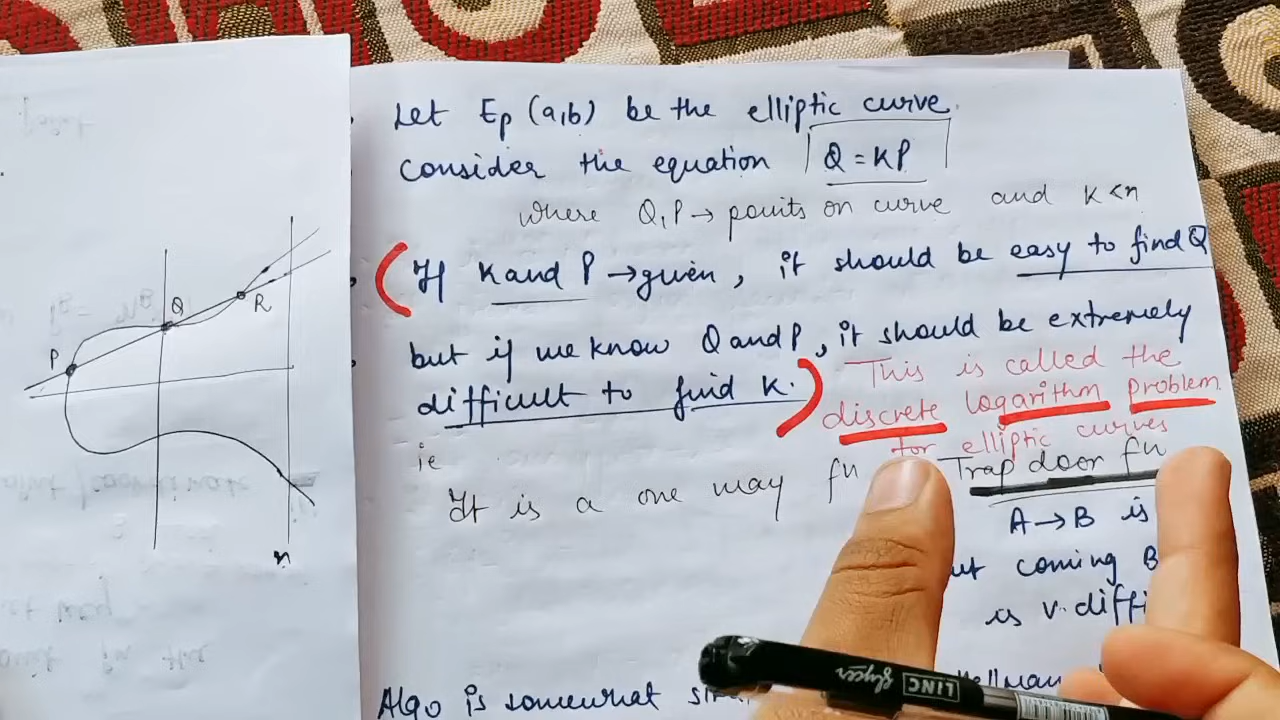 P
Q
R
n
Let Ep (a,b) be the elliptic curve.
consider the equation Q = KP
where Q,P → points on curve and K < n
If K and P → given, it should be easy to find Q
but if we know Q and P, it should be extremely
difficult to find K.
This is called the
discrete logarithm problem
for elliptic curves
ie
It is a one way fn Trap door fn
A → B is
coming B
is v. diffi
Algo is somewhat
LINC glycer